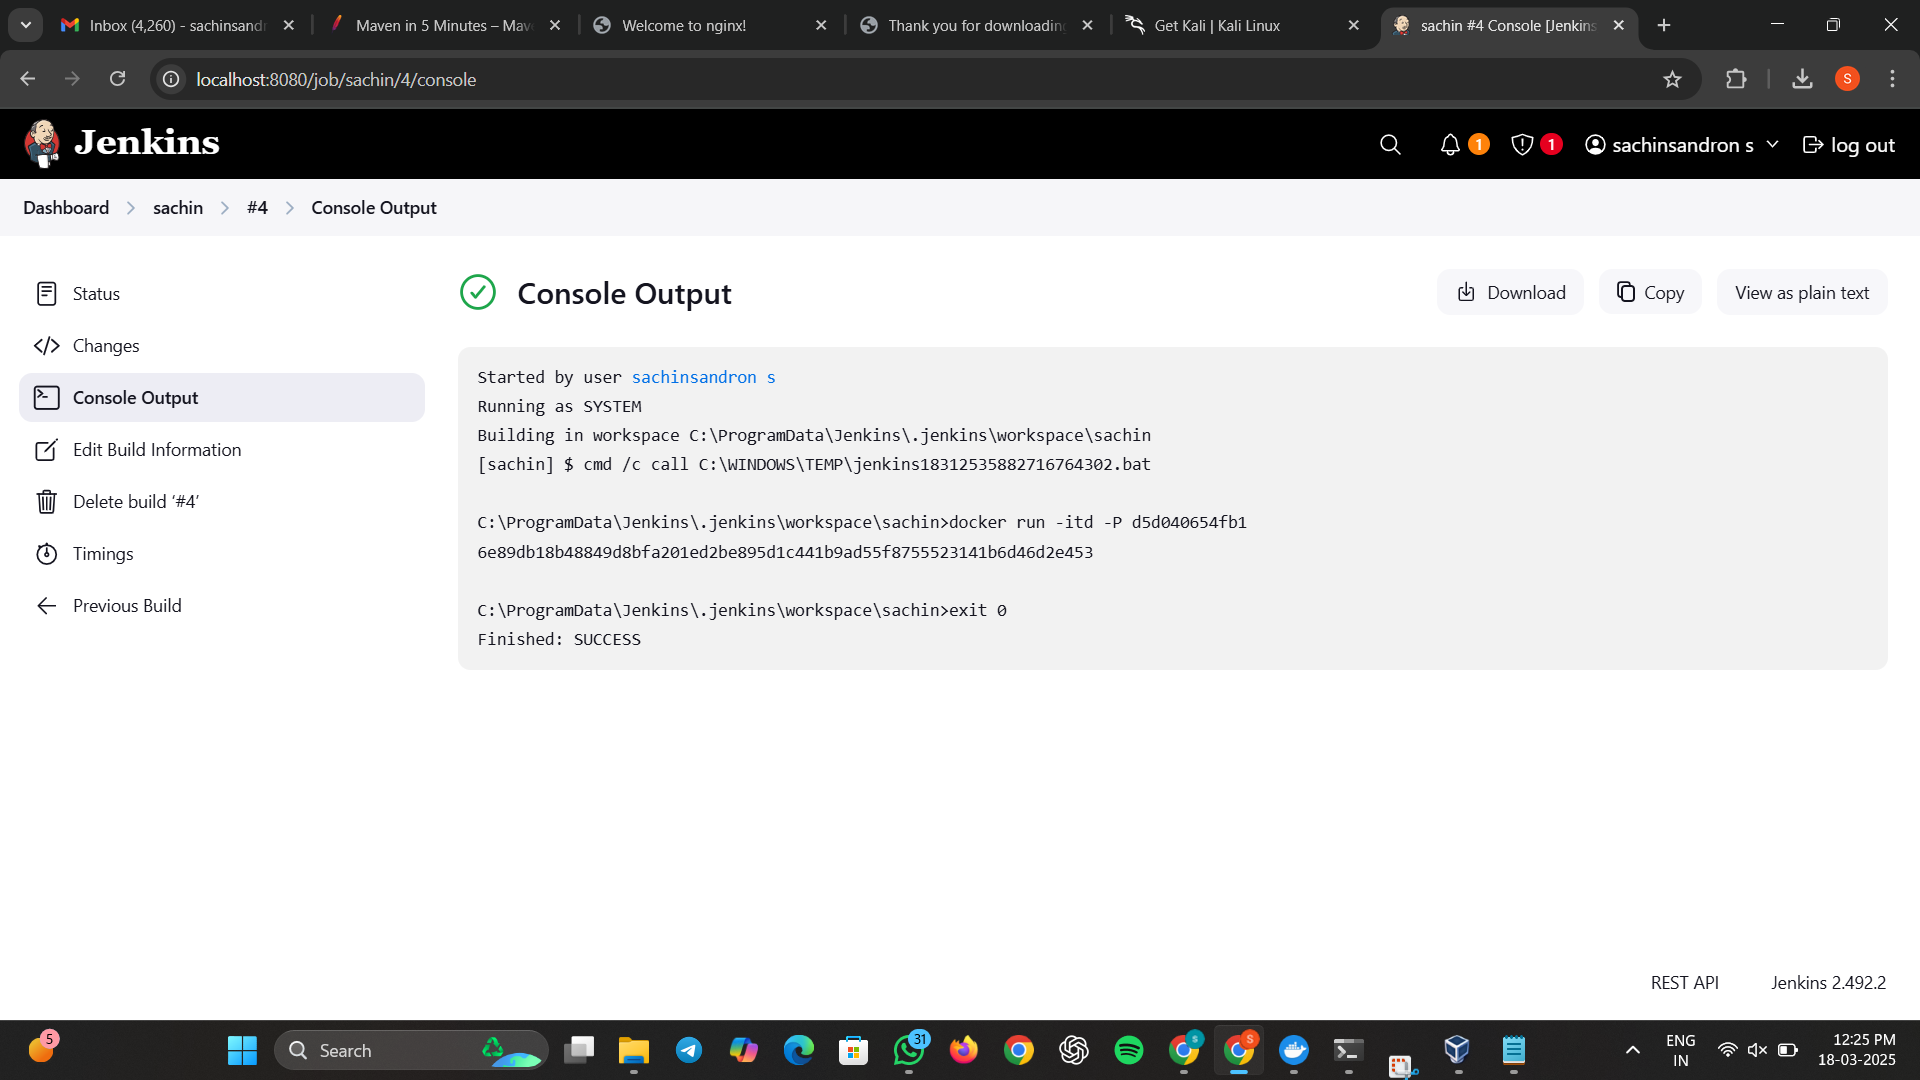 Inbox (4,260) - sachinsandr
Maven in 5 Minutes – Mav
Welcome to nginx!
Thank you for downloading
Get Kali | Kali Linux
sachin #4 Console [Jenkins
localhost:8080/job/sachin/4/console
S
Jenkins
1
1
sachinsandron s
log out
Dashboard
sachin
#4
Console Output
Status
Changes
Console Output
Edit Build Information
Delete build ‘#4’
Timings
Previous Build
Console Output
Download
Copy
View as plain text
Started by user sachinsandron s
Running as SYSTEM
Building in workspace C:\ProgramData\Jenkins\.jenkins\workspace\sachin
[sachin] $ cmd /c call C:\WINDOWS\TEMP\jenkins18312535882716764302.bat
C:\ProgramData\Jenkins\.jenkins\workspace\sachin>docker run -itd -P d5d040654fb1
6e89db18b48849d8bfa201ed2be895d1c441b9ad55f8755523141b6d46d2e453
C:\ProgramData\Jenkins\.jenkins\workspace\sachin>exit 0
Finished: SUCCESS
REST API
Jenkins 2.492.2
5
Search
31
S
S
ENG
IN
12:25 PM
18-03-2025